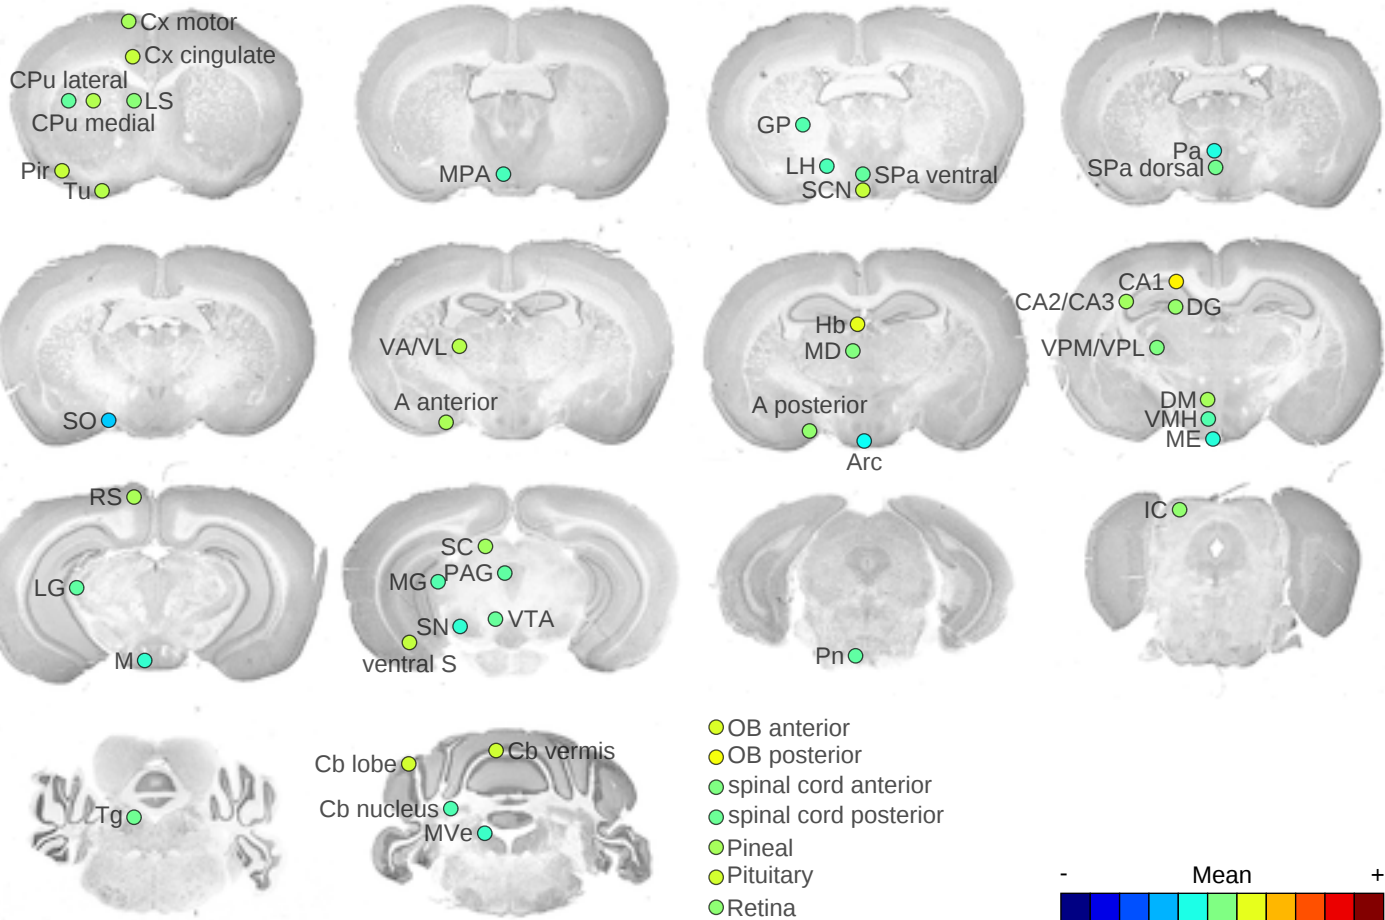 Cx motor
Cx cingulate
CPu lateral
LS
CPu medial
Pir
Tu
MPA
GP
LH
SPa ventral
SCN
Pa
SPa dorsal
SO
VA/VL
A anterior
Hb
MD
A posterior
Arc
CA1
CA2/CA3
DG
VPM/VPL
DM
VMH
ME
RS
LG
M
SC
PAG
MG
VTA
SN
ventral S
Pn
IC
Tg
Cb lobe
Cb vermis
Cb nucleus
MVe
OB anterior
OB posterior
spinal cord anterior
spinal cord posterior
Pineal
Pituitary
Retina
- Mean +